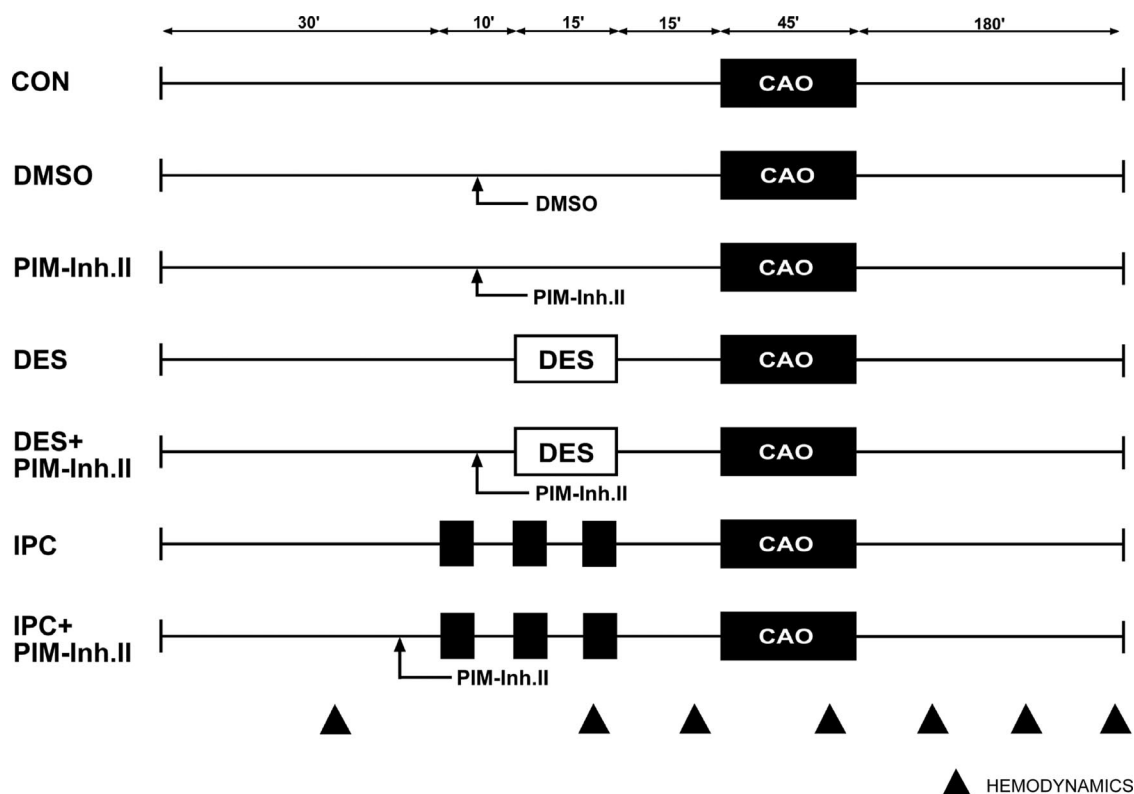 30' 10' 15' 15' 45' 180'
CON CAO
DMSO CAO
DMSO
PIM-Inh.II CAO
PIM-Inh.II
DES DES CAO
DES+
PIM-Inh.II DES CAO
PIM-Inh.II
IPC CAO
IPC+
PIM-Inh.II CAO
PIM-Inh.II
HEMODYNAMICS